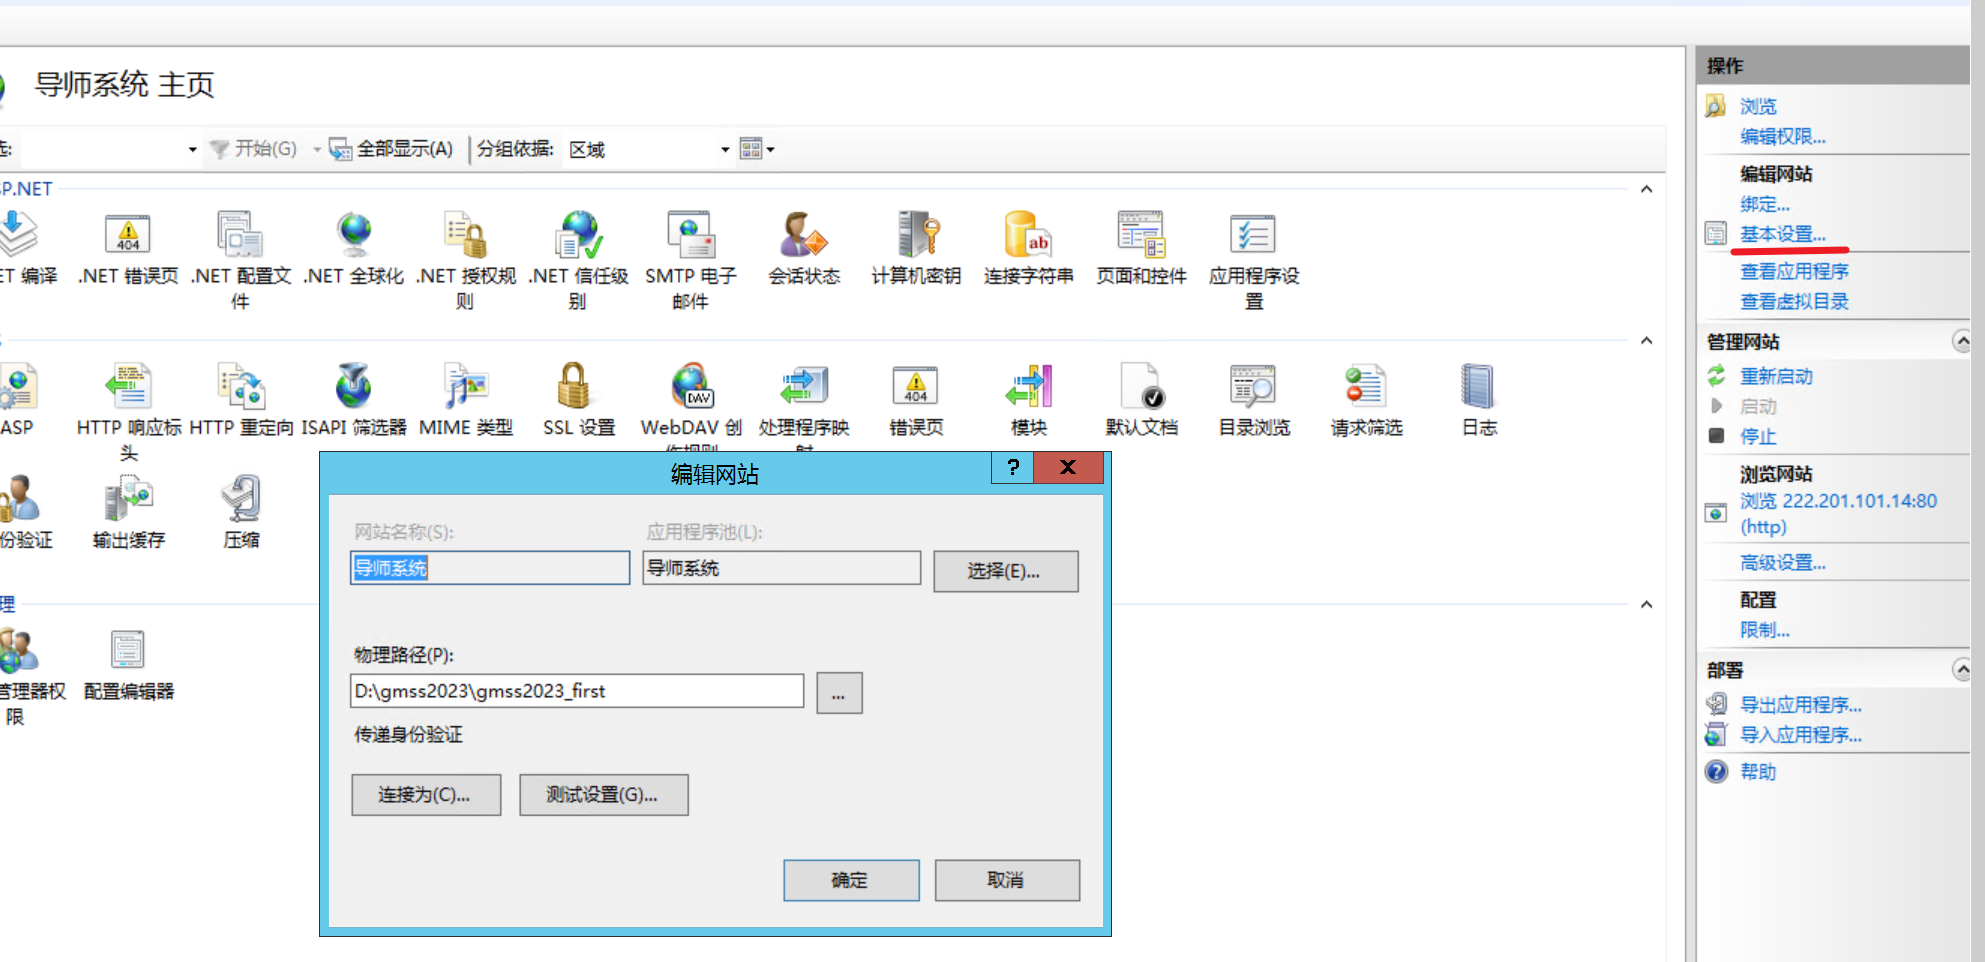 导师系统 主页
开始(G)
全部显示(A)
分组依据:
区域
.NET 错误页
.NET 配置文件
.NET 全球化
.NET 授权规则
.NET 信任级别
SMTP 电子邮件
会话状态
计算机密钥
连接字符串
页面和控件
应用程序设置
404
ab
ASP
HTTP 响应标头
HTTP 重定向
ISAPI 筛选器
MIME 类型
SSL 设置
WebDAV 创
处理程序映
错误页
模块
默认文档
目录浏览
请求筛选
日志
DAV
404
份验证
输出缓存
压缩
理
管理器权限
配置编辑器
编辑网站
?
X
网站名称(S):
应用程序池(L):
导师系统
导师系统
选择(E)...
物理路径(P):
D:\gmss2023\gmss2023_first
...
传递身份验证
连接为(C)...
测试设置(G)...
确定
取消
操作
浏览
编辑权限...
编辑网站
绑定...
基本设置...
查看应用程序
查看虚拟目录
管理网站
重新启动
启动
停止
浏览网站
浏览 222.201.101.14:80
(http)
高级设置...
配置
限制...
部署
导出应用程序...
导入应用程序...
帮助